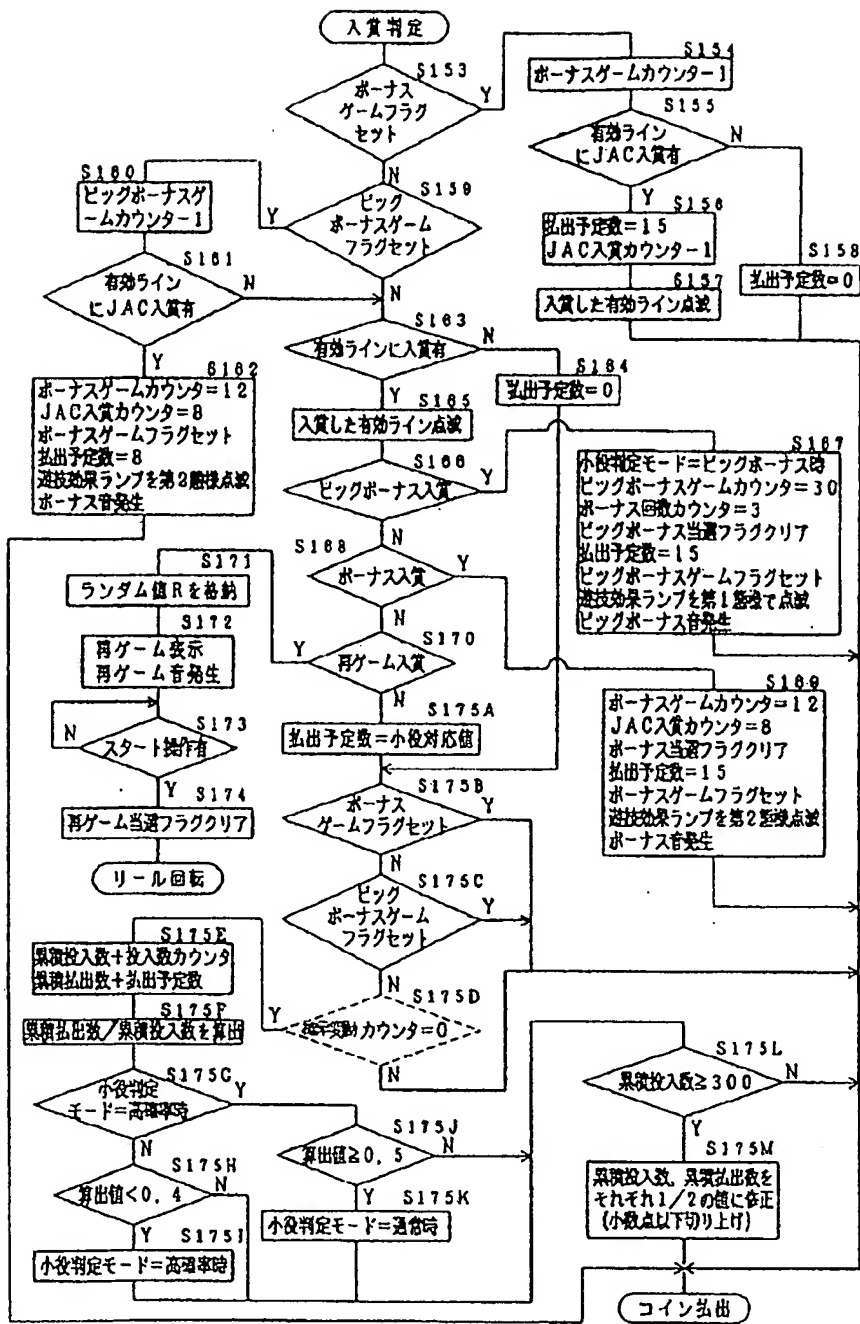 入賞判定
S153
ボーナス
ゲームフラグ
セット
Y
N
S154
ボーナスゲームカウンター1
S155
有効ライン
にJAC入賞有
N
Y
S156
払出予定数=15
JAC入賞カウンター1
S157
入賞した有効ライン点滅
S158
払出予定数=0
S159
ビッグ
ボーナスゲーム
フラグセット
Y
N
S160
ビッグボーナスゲ
ームカウンター1
S161
有効ライン
にJAC入賞有
N
Y
S162
ボーナスゲームカウンタ=12
JAC入賞カウンタ=8
ボーナスゲームフラグセット
払出予定数=8
遊技効果ランプを第2態様点滅
ボーナス音発生
S163
有効ラインに入賞有
N
Y
S164
払出予定数=0
S165
入賞した有効ライン点滅
S166
ビッグボーナス入賞
Y
N
S167
小役判定モード=ビッグボーナス時
ビッグボーナスゲームカウンタ=30
ボーナス回数カウンタ=3
ビッグボーナス当選フラグクリア
払出予定数=15
ビッグボーナスゲームフラグセット
遊技効果ランプを第1態様で点滅
ビッグボーナス音発生
S168
ボーナス入賞
Y
N
S169
ボーナスゲームカウンタ=12
JAC入賞カウンタ=8
ボーナス当選フラグクリア
払出予定数=15
ボーナスゲームフラグセット
遊技効果ランプを第2態様点滅
ボーナス音発生
S170
再ゲーム入賞
Y
N
S171
ランダム値Rを格納
S172
再ゲーム表示
再ゲーム音発生
S173
スタート操作有
N
Y
S174
再ゲーム当選フラグクリア
リール回転
S175A
払出予定数=小役対応値
S175B
ボーナス
ゲームフラグセット
Y
N
S175C
ビッグ
ボーナスゲーム
フラグセット
Y
N
S175D
カウンタ=0
Y
N
S175E
累積投入数+投入数カウンタ
累積払出数+払出予定数
S175F
累積払出数/累積投入数を算出
S175G
小役判定
モード=高確率時
Y
N
S175H
算出値<0.4
N
Y
S175I
小役判定モード=高確率時
S175J
算出値≧0.5
N
Y
S175K
小役判定モード=通常時
S175L
累積投入数≧300
N
Y
S175M
累積投入数、累積払出数を
それぞれ1/2の値に修正
(小数点以下切り上げ)
コイン払出